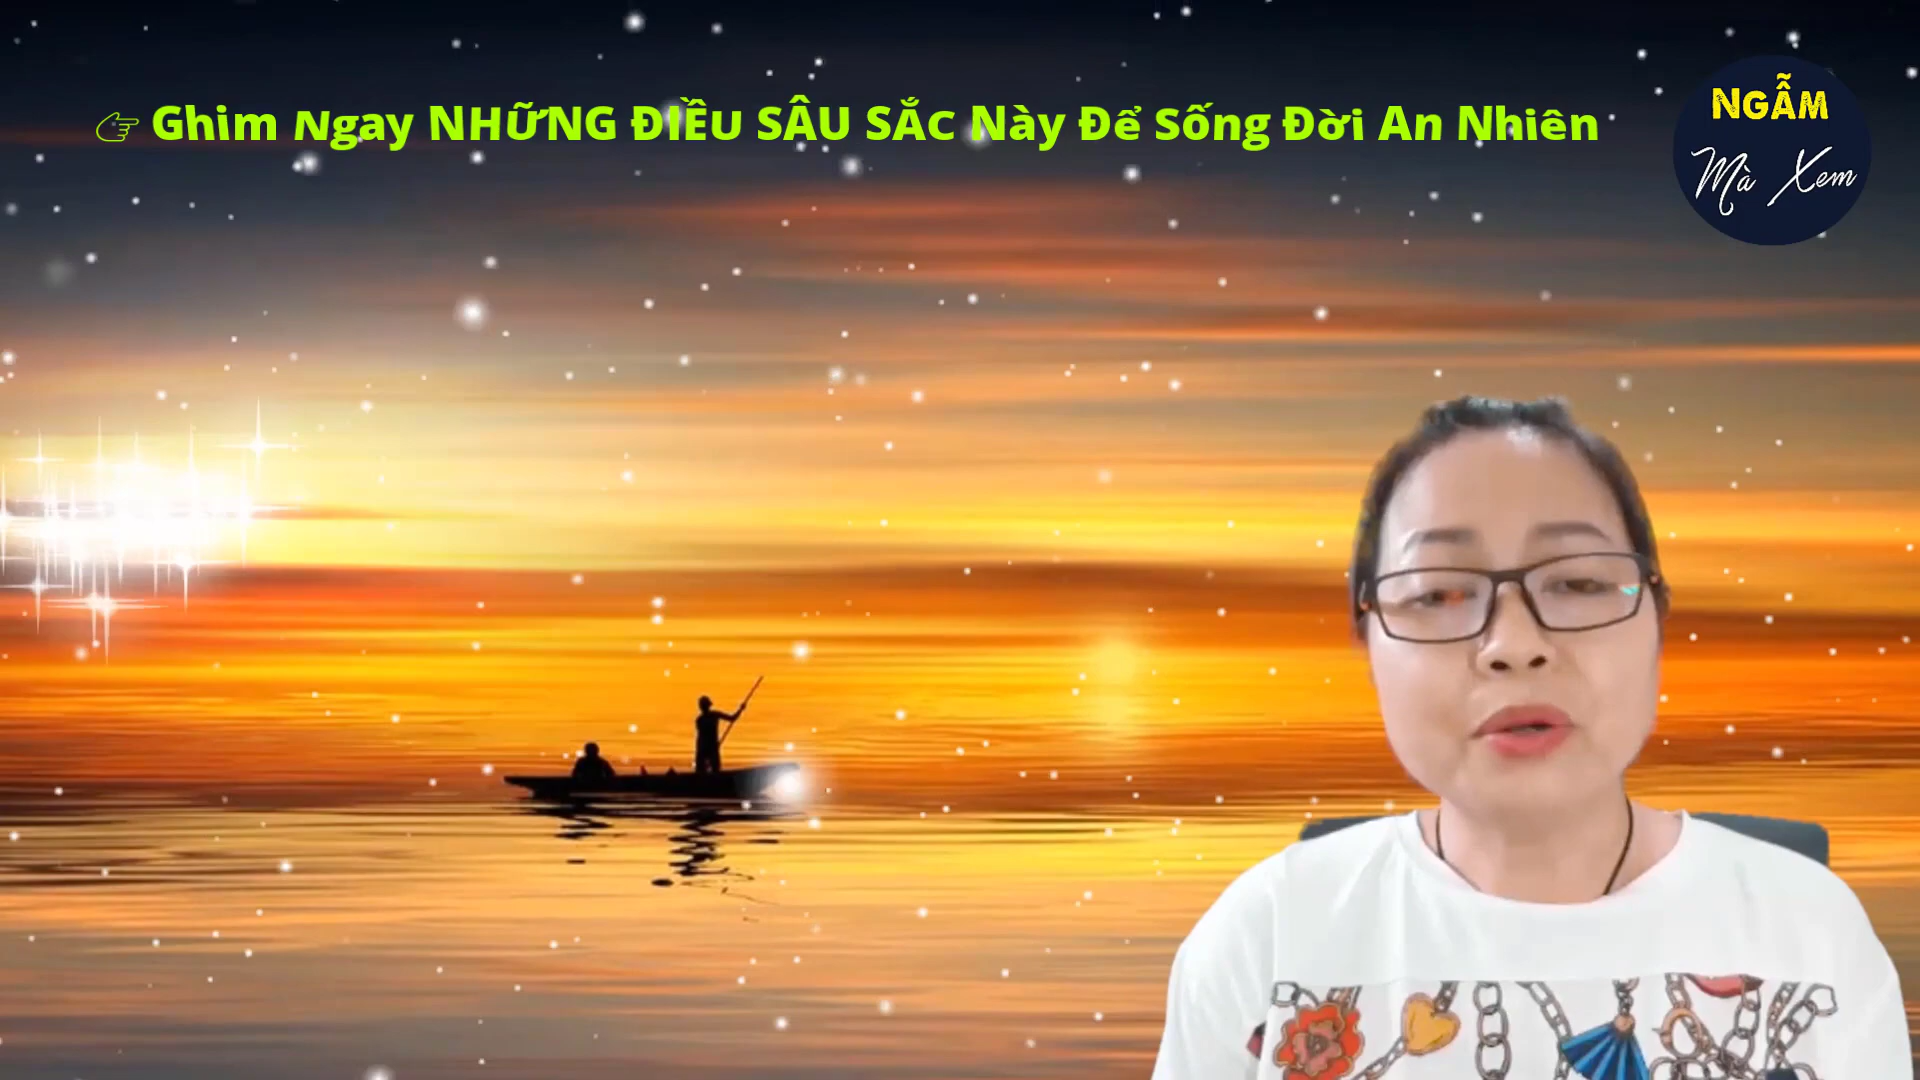 👉 Ghim Ngay NHỮNG ĐIỀU SÂU SẮC Này Để Sống Đời An Nhiên
NGẪM
Mà Xem